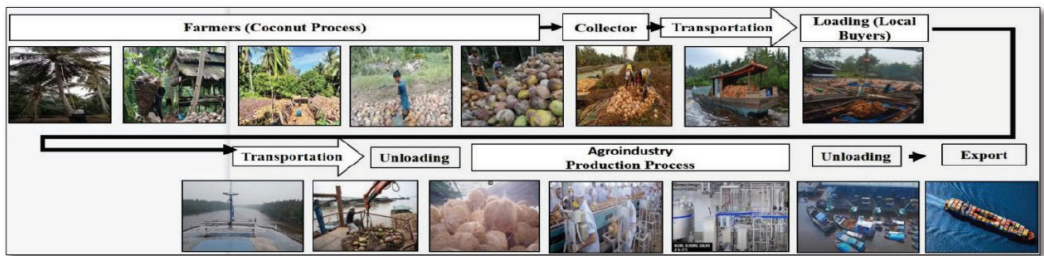 Farmers (Coconut Process)
Collector
Transportation
Loading (Local
Buyers)
Transportation
Unloading
Agroindustry
Production Process
Unloading
Export